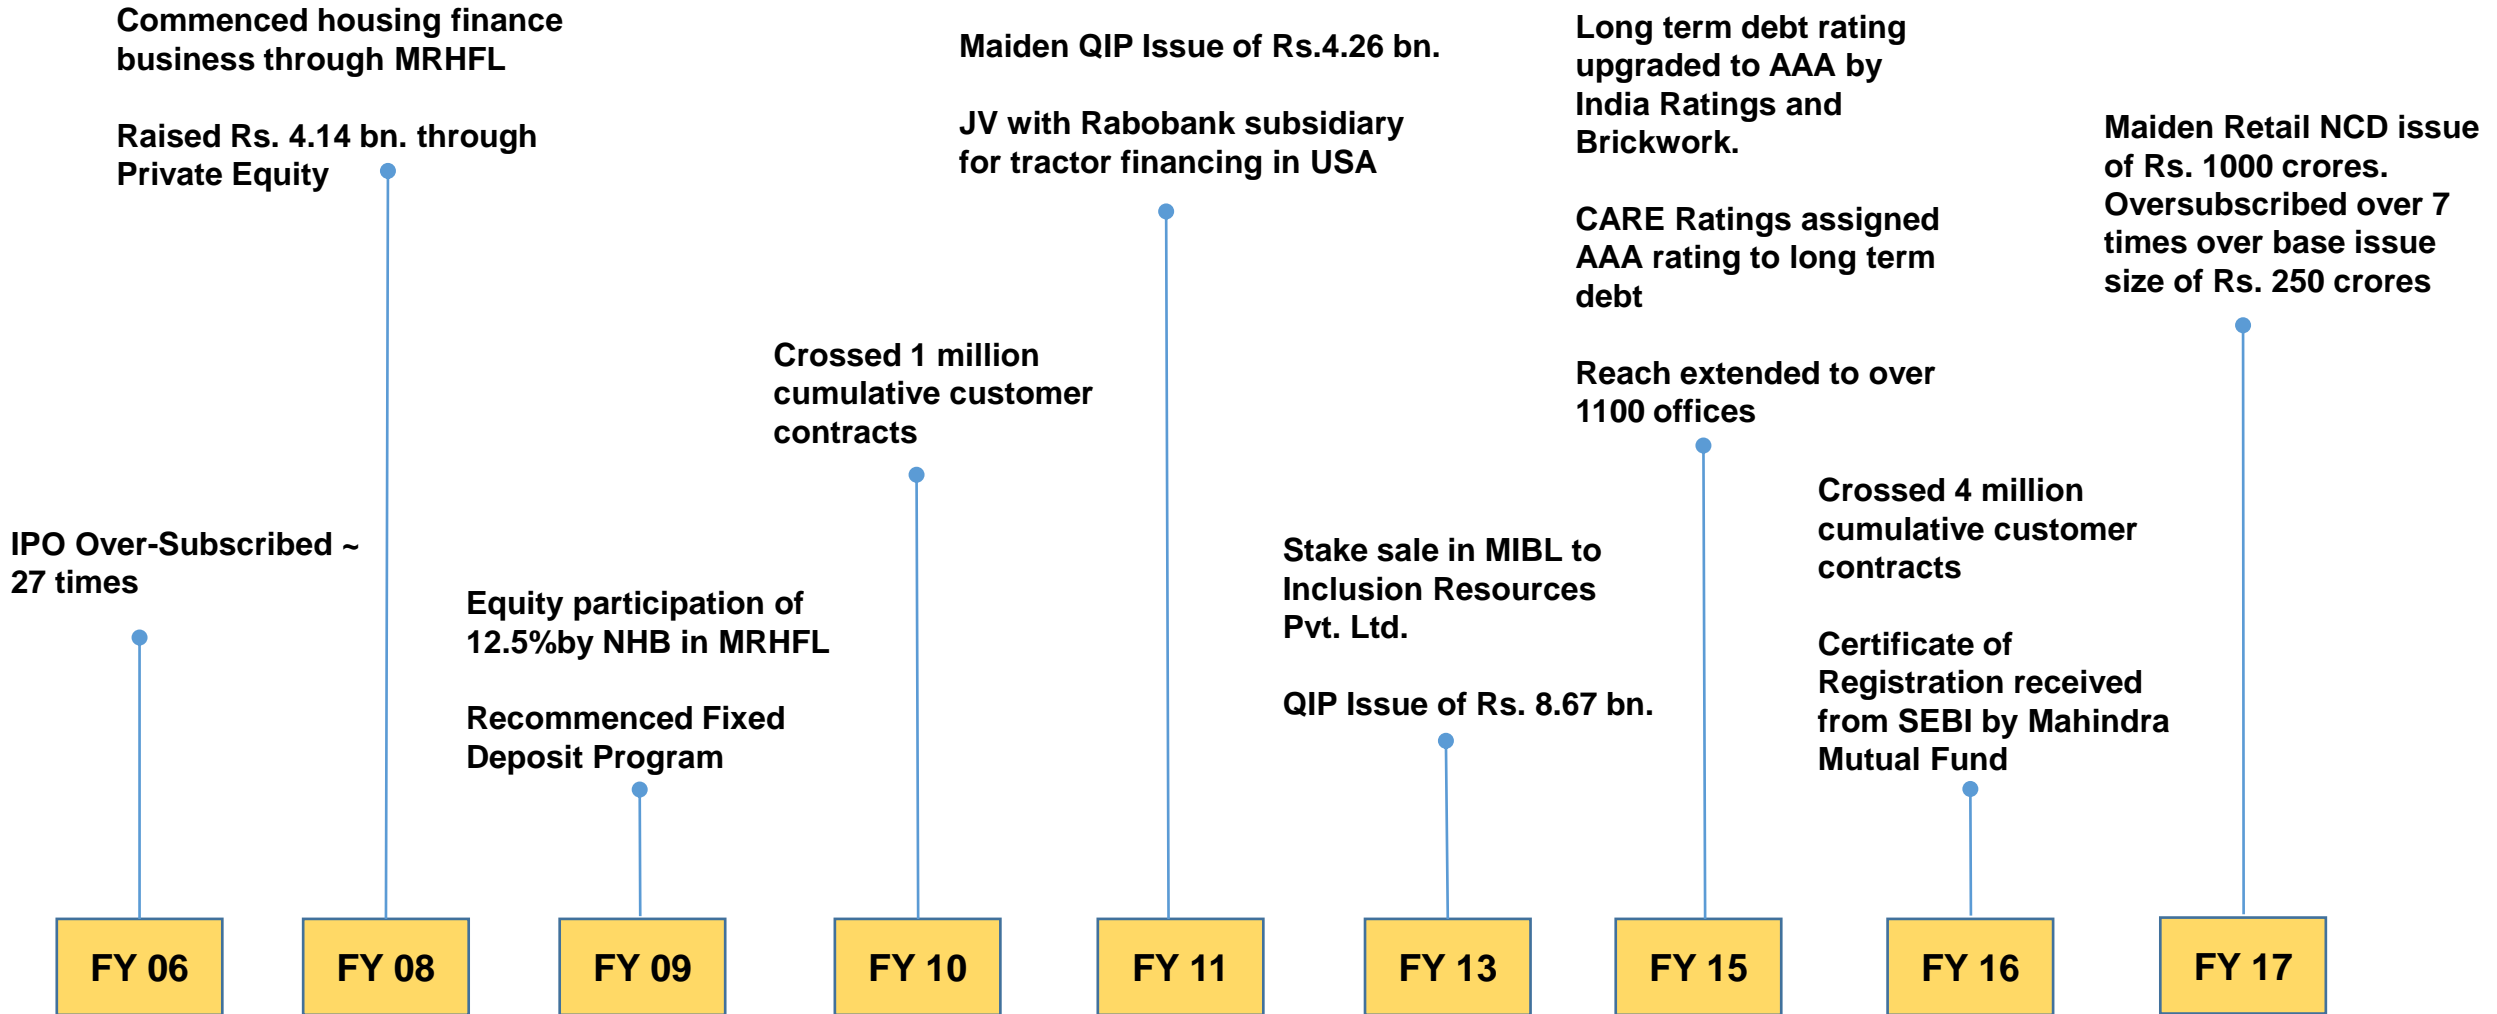 Commenced housing finance
business through MRHFL
Raised Rs. 4.14 bn. through
Private Equity
Maiden QIP Issue of Rs.4.26 bn.
JV with Rabobank subsidiary
for tractor financing in USA
Long term debt rating
upgraded to AAA by
India Ratings and
Brickwork.
CARE Ratings assigned
AAA rating to long term
debt
Reach extended to over
1100 offices
Maiden Retail NCD issue
of Rs. 1000 crores.
Oversubscribed over 7
times over base issue
size of Rs. 250 crores
Crossed 1 million
cumulative customer
contracts
IPO Over-Subscribed ~
27 times
Equity participation of
12.5%by NHB in MRHFL
Recommenced Fixed
Deposit Program
Stake sale in MIBL to
Inclusion Resources
Pvt. Ltd.
QIP Issue of Rs. 8.67 bn.
Crossed 4 million
cumulative customer
contracts
Certificate of
Registration received
from SEBI by Mahindra
Mutual Fund
FY 06
FY 08
FY 09
FY 10
FY 11
FY 13
FY 15
FY 16
FY 17